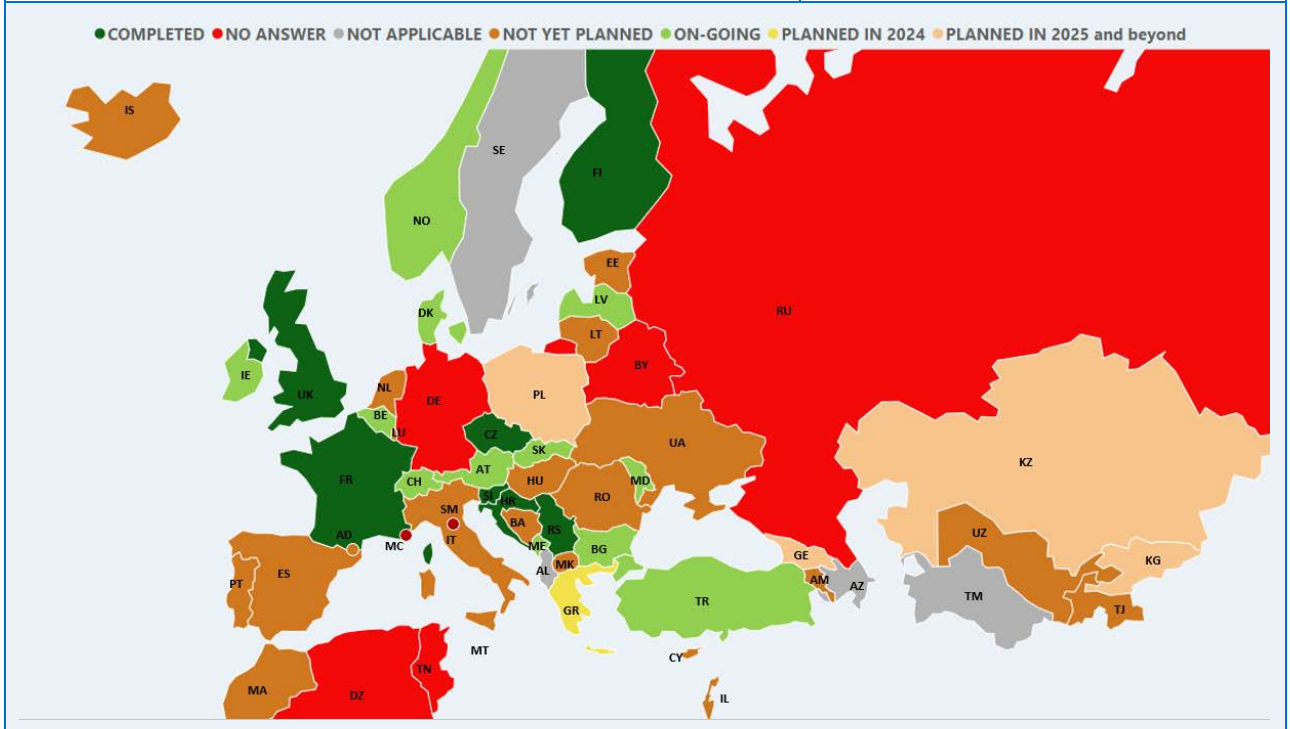 COMPLETED NO ANSWER NOT APPLICABLE NOT YET PLANNED ON-GOING PLANNED IN 2024 PLANNED IN 2025 and beyond
IS
SE
FI
NO
EE
RU
LV
DK
LT
BY
IE
NL
UK
DE
PL
BE
LU
CZ
UA
SK
KZ
FR
CH
AT
HU
MD
RO
SI
HR
SM
BA
RS
UZ
AD
MC
IT
ME
BG
GE
KG
ES
AL
MK
PT
AM
AZ
TM
TR
GR
TJ
MT
CY
TN
MA
DZ
IL